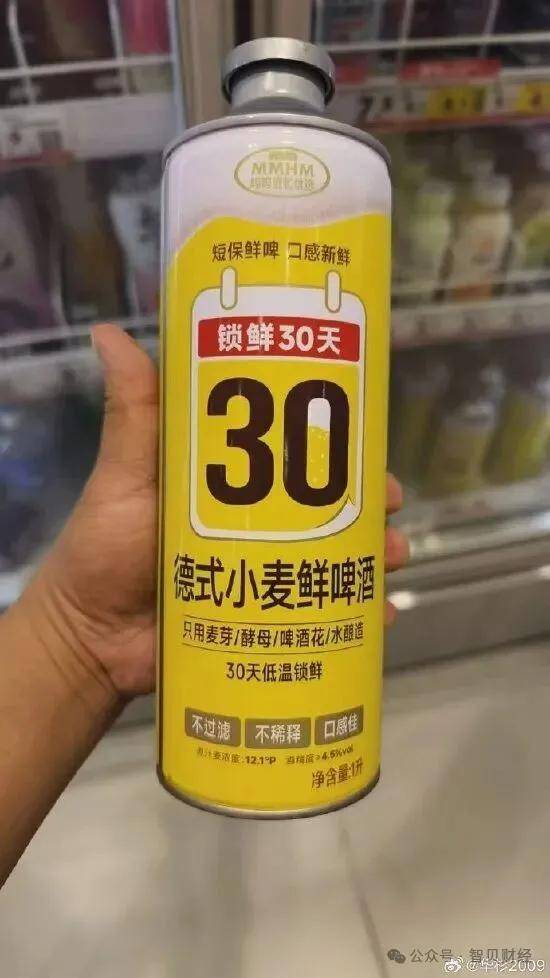 MMHM
短保鲜啤 口感新鲜
锁鲜30天
30
德式小麦鲜啤酒
只用麦芽/酵母/啤酒花/水酿造
30天低温锁鲜
不过滤 不稀释 口感佳
原汁麦浓度:12.1°P 酒精度≥4.5%vol
净含量:1升
公众号·智贝财经